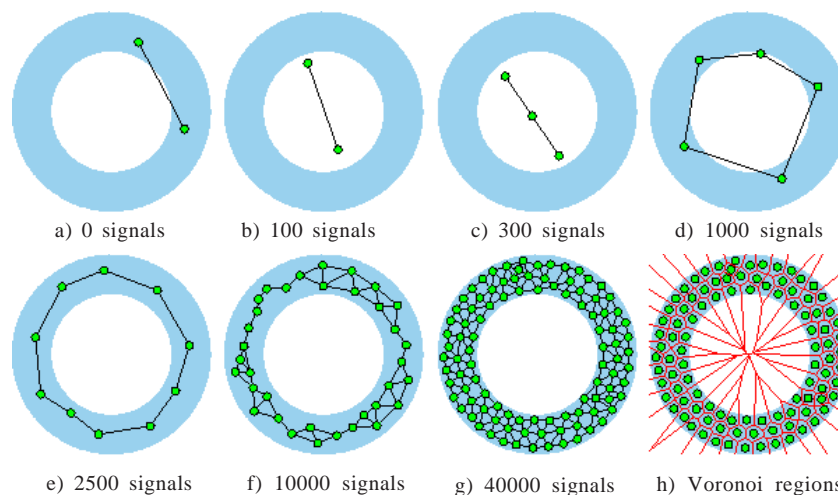 a) 0 signals
b) 100 signals
c) 300 signals
d) 1000 signals
e) 2500 signals
f) 10000 signals
g) 40000 signals
h) Voronoi regions